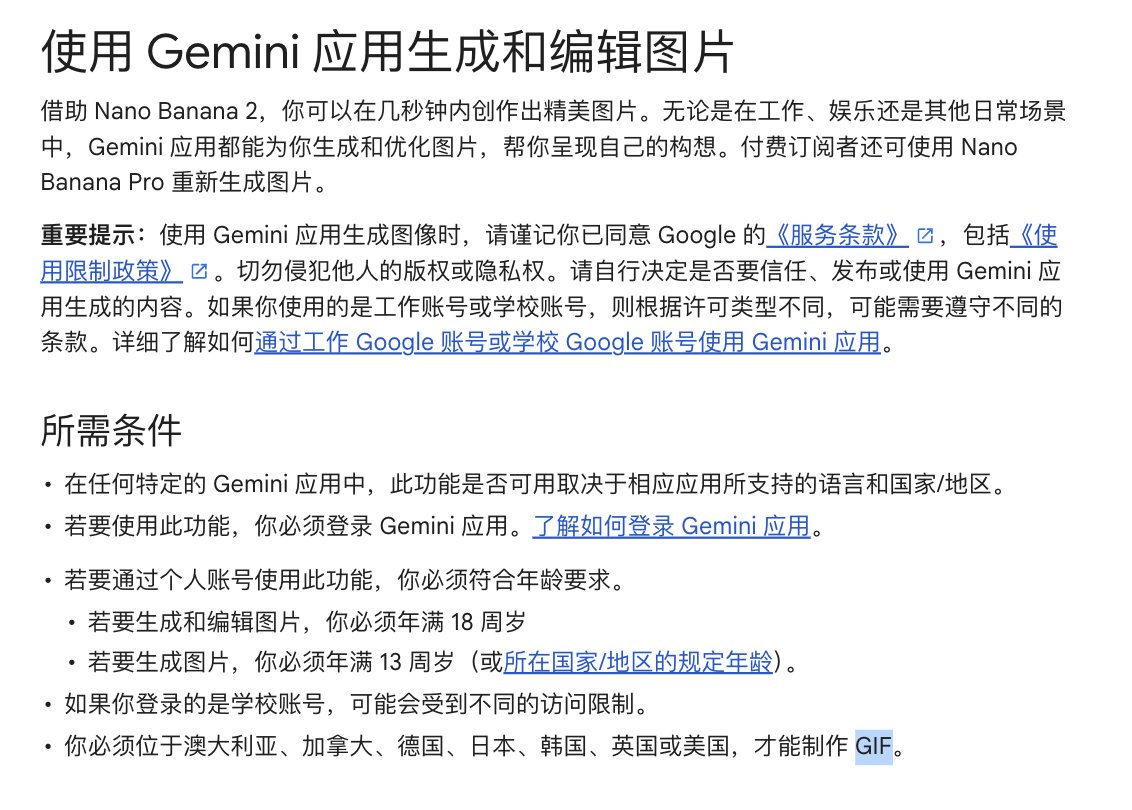 使用 Gemini 应用生成和编辑图片
借助 Nano Banana 2，你可以在几秒钟内创作出精美图片。无论是在工作、娱乐还是其他日常场景
中，Gemini 应用都能为你生成和优化图片，帮你呈现自己的构想。付费订阅者还可使用 Nano
Banana Pro 重新生成图片。
重要提示：使用 Gemini 应用生成图像时，请谨记你已同意 Google 的《服务条款》，包括《使
用限制政策》。切勿侵犯他人的版权或隐私权。请自行决定是否要信任、发布或使用 Gemini 应
用生成的内容。如果你使用的是工作账号或学校账号，则根据许可类型不同，可能需要遵守不同的
条款。详细了解如何通过工作 Google 账号或学校 Google 账号使用 Gemini 应用。
所需条件
• 在任何特定的 Gemini 应用中，此功能是否可用取决于相应应用所支持的语言和国家/地区。
• 若要使用此功能，你必须登录 Gemini 应用。了解如何登录 Gemini 应用。
• 若要通过个人账号使用此功能，你必须符合年龄要求。
• 若要生成和编辑图片，你必须年满 18 周岁
• 若要生成图片，你必须年满 13 周岁（或所在国家/地区的规定年龄）。
• 如果你登录的是学校账号，可能会受到不同的访问限制。
• 你必须位于澳大利亚、加拿大、德国、日本、韩国、英国或美国，才能制作 GIF。